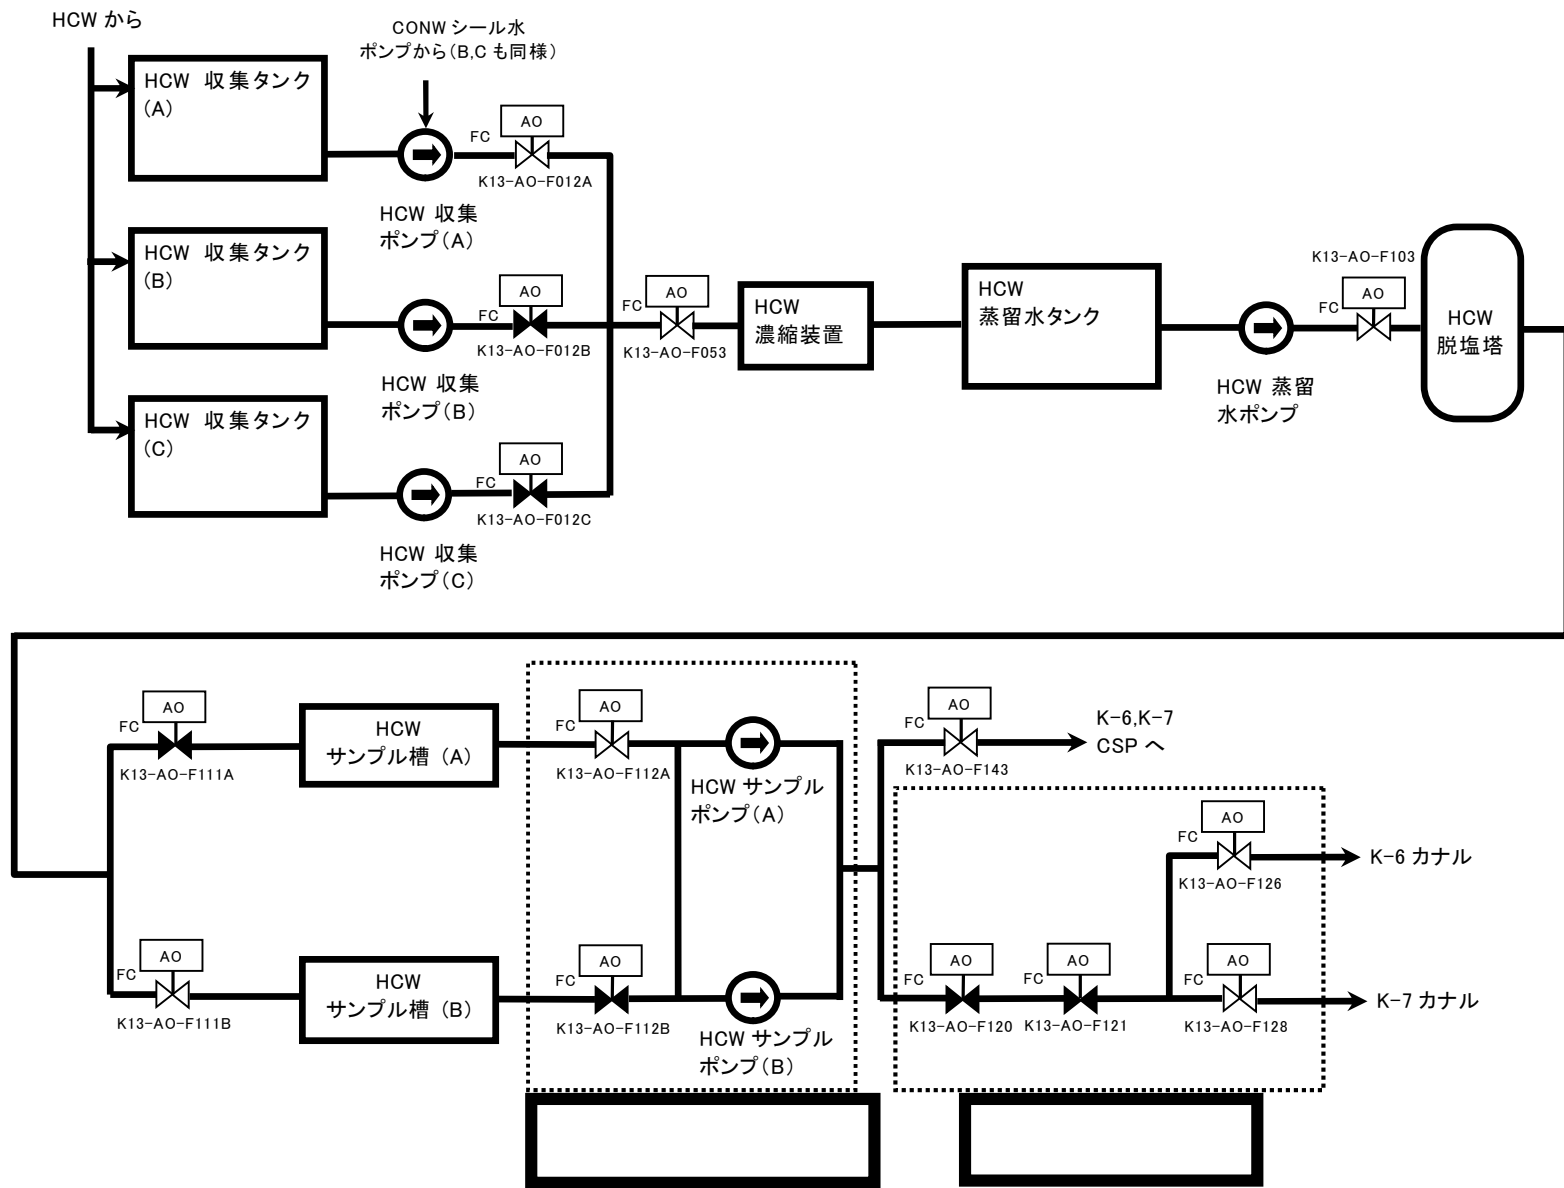 HCW から
CONW シール水
ポンプから(B,C も同様)
HCW 収集タンク
(A)
FC
AO
K13-AO-F012A
HCW 収集
ポンプ(A)
HCW 収集タンク
(B)
FC
AO
K13-AO-F012B
HCW 収集
ポンプ(B)
FC
AO
K13-AO-F053
HCW
濃縮装置
HCW
蒸留水タンク
HCW 蒸留
水ポンプ
K13-AO-F103
FC
AO
HCW
脱塩塔
HCW 収集タンク
(C)
FC
AO
K13-AO-F012C
HCW 収集
ポンプ(C)
FC
AO
K13-AO-F111A
HCW
サンプル槽 (A)
FC
AO
K13-AO-F112A
HCW サンプル
ポンプ(A)
FC
AO
K13-AO-F143
K-6,K-7
CSP へ
FC
AO
K13-AO-F126
K-6 カナル
FC
AO
K13-AO-F111B
HCW
サンプル槽 (B)
FC
AO
K13-AO-F112B
HCW サンプル
ポンプ(B)
FC
AO
K13-AO-F120
FC
AO
K13-AO-F121
FC
AO
K13-AO-F128
K-7 カナル